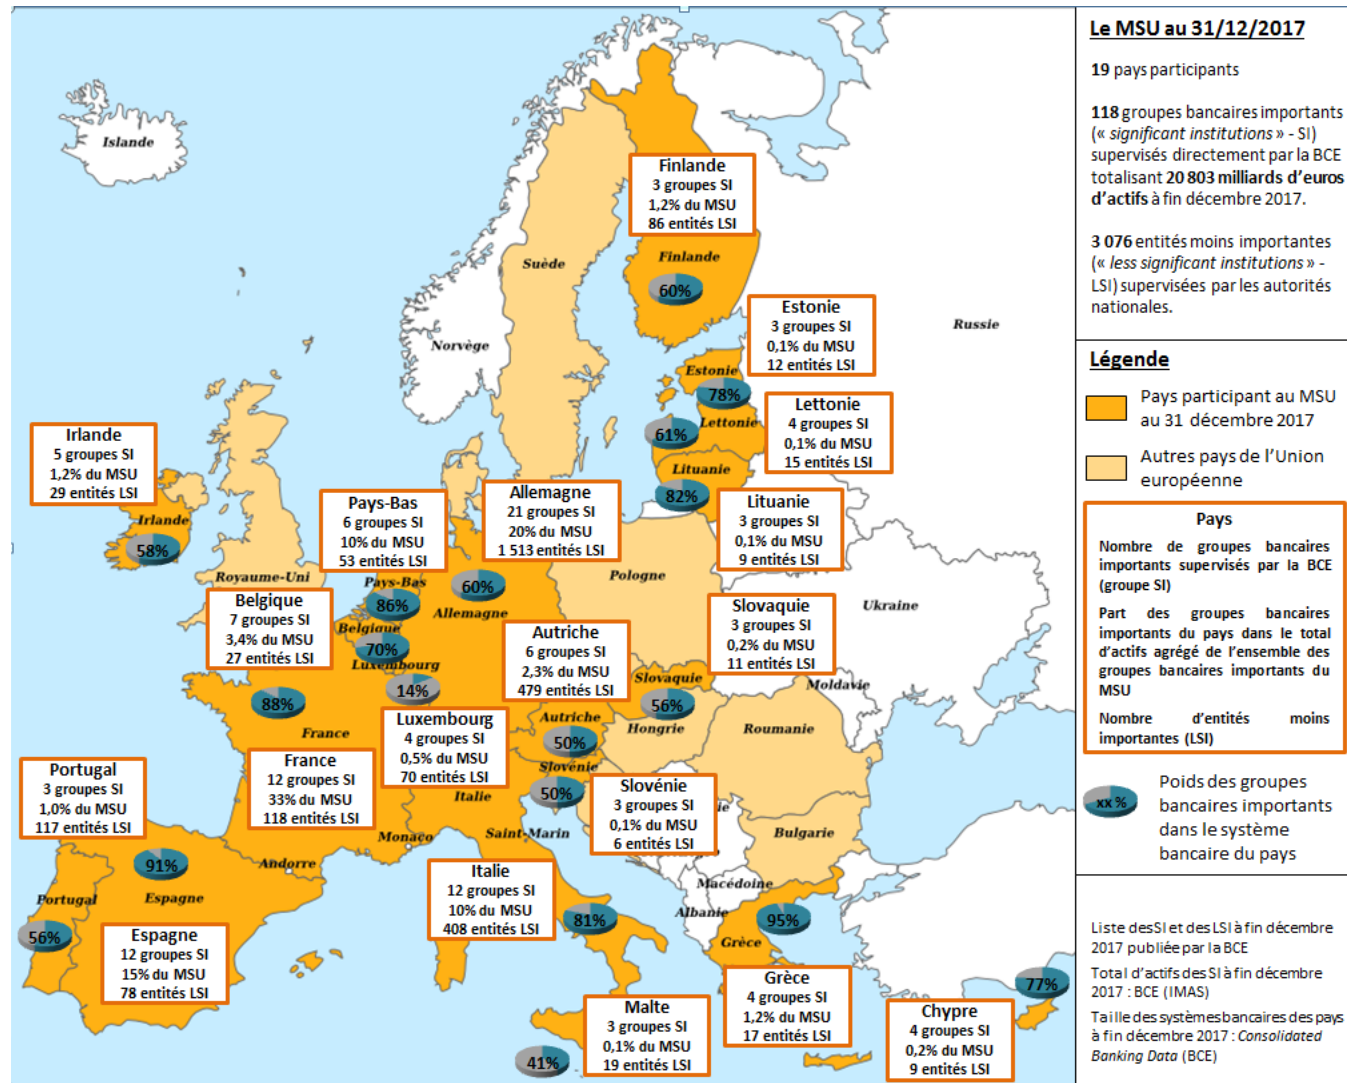 Islande
Finlande
3 groupes SI
1,2% du MSU
86 entités LSI
Suède
Finlande
60%
Norvège
Russie
Estonie
3 groupes SI
0,1% du MSU
12 entités LSI
Estonie
78%
Lettonie
4 groupes SI
0,1% du MSU
15 entités LSI
Lettonie
61%
Lituanie
82%
Lituanie
3 groupes SI
0,1% du MSU
9 entités LSI
Irlande
5 groupes SI
1,2% du MSU
29 entités LSI
Irlande
58%
Royaume-Uni
Pays-Bas
6 groupes SI
10% du MSU
53 entités LSI
Pays-Bas
86%
Allemagne
21 groupes SI
20% du MSU
1 513 entités LSI
60%
Allemagne
Pologne
Ukraine
Belgique
7 groupes SI
3,4% du MSU
27 entités LSI
Belgique
70%
Luxembourg
14%
Luxembourg
4 groupes SI
0,5% du MSU
70 entités LSI
Autriche
6 groupes SI
2,3% du MSU
479 entités LSI
Autriche
50%
Slovaquie
3 groupes SI
0,2% du MSU
11 entités LSI
Slovaquie
56%
Moldavie
Hongrie
Roumanie
88%
France
France
12 groupes SI
33% du MSU
118 entités LSI
Slovénie
50%
Slovénie
3 groupes SI
0,1% du MSU
6 entités LSI
ie
Bulgarie
Italie
Saint-Marin
Monaco
Andorre
Portugal
3 groupes SI
1,0% du MSU
117 entités LSI
Portugal
56%
91%
Espagne
Espagne
12 groupes SI
15% du MSU
78 entités LSI
Italie
12 groupes SI
10% du MSU
408 entités LSI
81%
Macédoine
Albanie
Grèce
95%
Grèce
4 groupes SI
1,2% du MSU
17 entités LSI
Malte
3 groupes SI
0,1% du MSU
19 entités LSI
41%
Chypre
4 groupes SI
0,2% du MSU
9 entités LSI
77%
Le MSU au 31/12/2017
19 pays participants
118 groupes bancaires importants
(« significant institutions » - SI)
supervisés directement par la BCE
totalisant 20 803 milliards d’euros
d’actifs à fin décembre 2017.
3 076 entités moins importantes
(« less significant institutions » -
LSI) supervisées par les autorités
nationales.
Légende
Pays participant au MSU
au 31 décembre 2017
Autres pays de l’Union
européenne
Pays
Nombre de groupes bancaires
importants supervisés par la BCE
(groupe SI)
Part des groupes bancaires
importants du pays dans le total
d’actifs agrégé de l’ensemble des
groupes bancaires importants du
MSU
Nombre d’entités moins
importantes (LSI)
xx %
Poids des groupes
bancaires importants
dans le système
bancaire du pays
Liste des SI et des LSI à fin décembre
2017 publiée par la BCE
Total d’actifs des SI à fin décembre
2017 : BCE (IMAS)
Taille des systèmes bancaires des pays
à fin décembre 2017 : Consolidated
Banking Data (BCE)